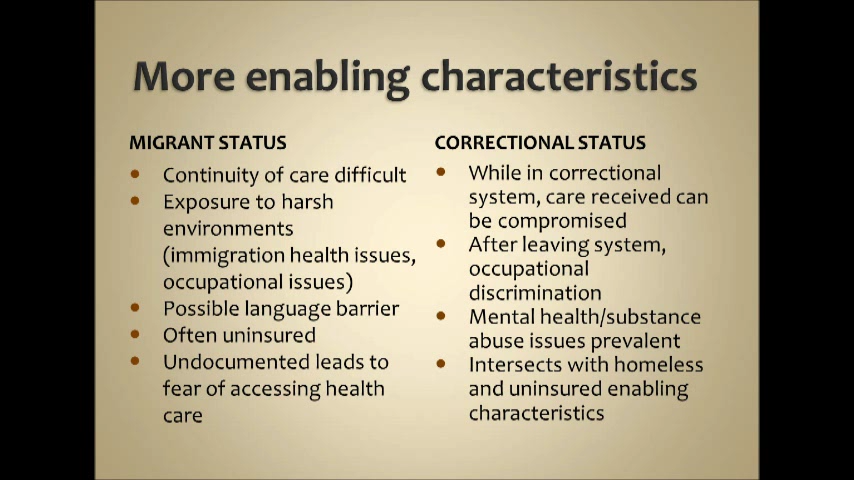 More enabling characteristics
MIGRANT STATUS
• Continuity of care difficult
• Exposure to harsh
environments
(immigration health issues,
occupational issues)
• Possible language barrier
• Often uninsured
• Undocumented leads to
fear of accessing health
care
CORRECTIONAL STATUS
• While in correctional
system, care received can
be compromised
• After leaving system,
occupational
discrimination
• Mental health/substance
abuse issues prevalent
• Intersects with homeless
and uninsured enabling
characteristics